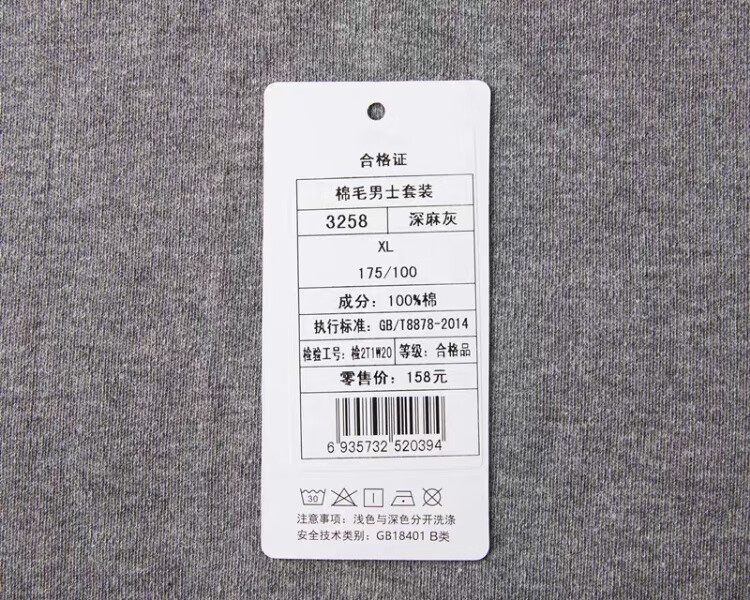 合格证
棉毛男士套装
3258 深麻灰
XL
175/100
成分：100%棉
执行标准：GB/T8878-2014
检验工号：检2T1W20 等级：合格品
零售价：158元
6 935732 520394
30
注意事项：浅色与深色分开洗涤
安全技术类别：GB18401 B类